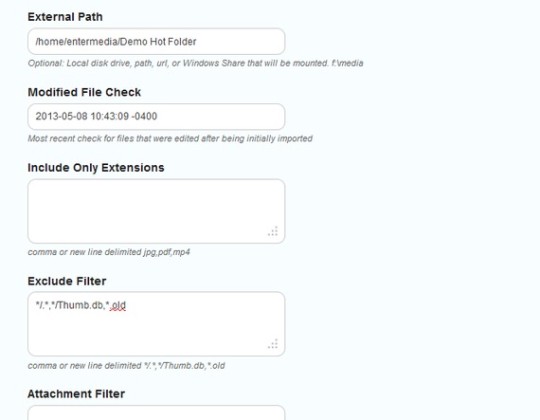 External Path
/home/entermedia/Demo Hot Folder
Optional: Local disk drive, path, url, or Windows Share that will be mounted. f:\media
Modified File Check
2013-05-08 10:43:09 -0400
Most recent check for files that were edited after being initially imported
Include Only Extensions
comma or new line delimited jpg,pdf,mp4
Exclude Filter
*/.*,*/Thumb.db,*.old
comma or new line delimited */.*,*/Thumb.db,*.old
Attachment Filter